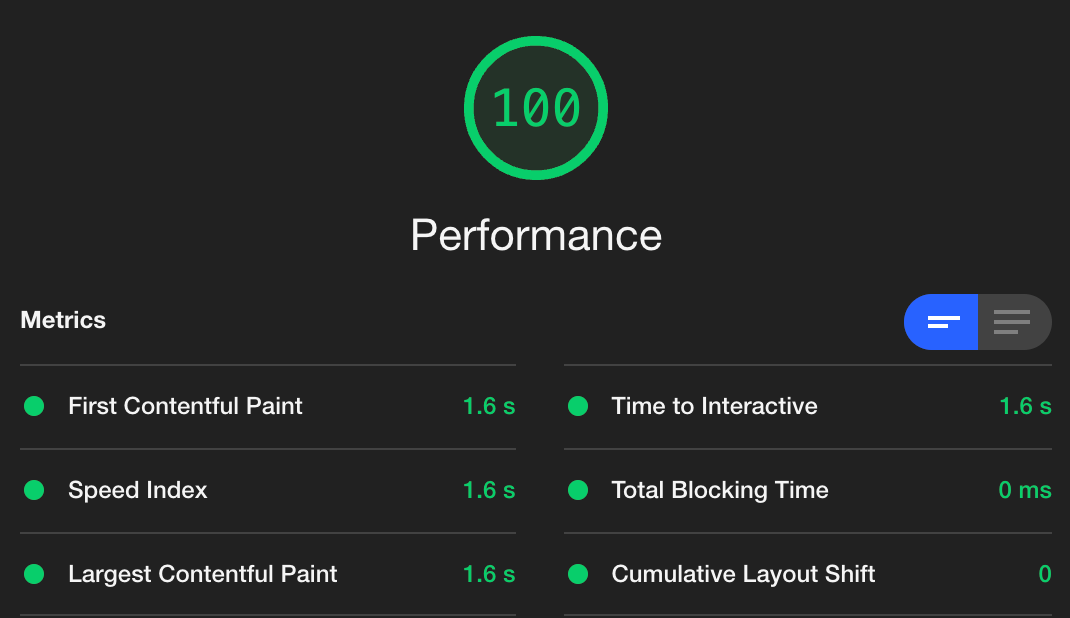 100
Performance
Metrics
First Contentful Paint 1.6 s
Time to Interactive 1.6 s
Speed Index 1.6 s
Total Blocking Time 0 ms
Largest Contentful Paint 1.6 s
Cumulative Layout Shift 0